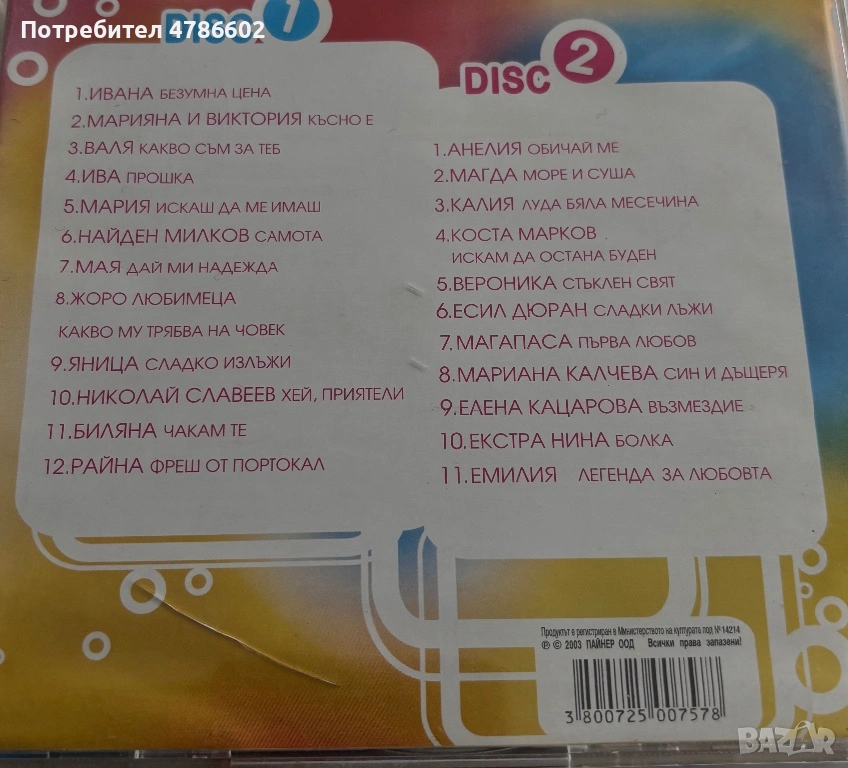 Потребител 4786602
DISC 1
1.ИВАНА БЕЗУМНА ЦЕНА
2.МАРИЯНА И ВИКТОРИЯ КЪСНО Е
3.ВАЛЯ КАКВО СЪМ ЗА ТЕБ
4.ИВА ПРОШКА
5.МАРИЯ ИСКАШ ДА МЕ ИМАШ
6.НАЙДЕН МИЛКОВ САМОТА
7.МАЯ ДАЙ МИ НАДЕЖДА
8.ЖОРО ЛЮБИМЕЦА
КАКВО МУ ТРЯБВА НА ЧОВЕК
9.ЯНИЦА СЛАДКО ИЗЛЪЖИ
10.НИКОЛАЙ СЛАВЕЕВ ХЕЙ, ПРИЯТЕЛИ
11.БИЛЯНА ЧАКАМ ТЕ
12.РАЙНА ФРЕШ ОТ ПОРТОКАЛ
DISC 2
1.АНЕЛИЯ ОБИЧАЙ МЕ
2.МАГДА МОРЕ И СУША
3.КАЛИЯ ЛУДА БЯЛА МЕСЕЧИНА
4.КОСТА МАРКОВ
ИСКАМ ДА ОСТАНА БУДЕН
5.ВЕРОНИКА СТЪКЛЕН СВЯТ
6.ЕСИЛ ДЮРАН СЛАДКИ ЛЪЖИ
7.МАГАПАСА ПЪРВА ЛЮБОВ
8.МАРИАНА КАЛЧЕВА СИН И ДЪЩЕРЯ
9.ЕЛЕНА КАЦАРОВА ВЪЗМЕЗДИЕ
10.ЕКСТРА НИНА БОЛКА
11.ЕМИЛИЯ ЛЕГЕНДА ЗА ЛЮБОВТА
Продуктът е регистриран в Министерството на културата под № 14214
℗ © 2003 ПАЙНЕР ООД Всички права запазени!
3 800725 007578
BAZAR